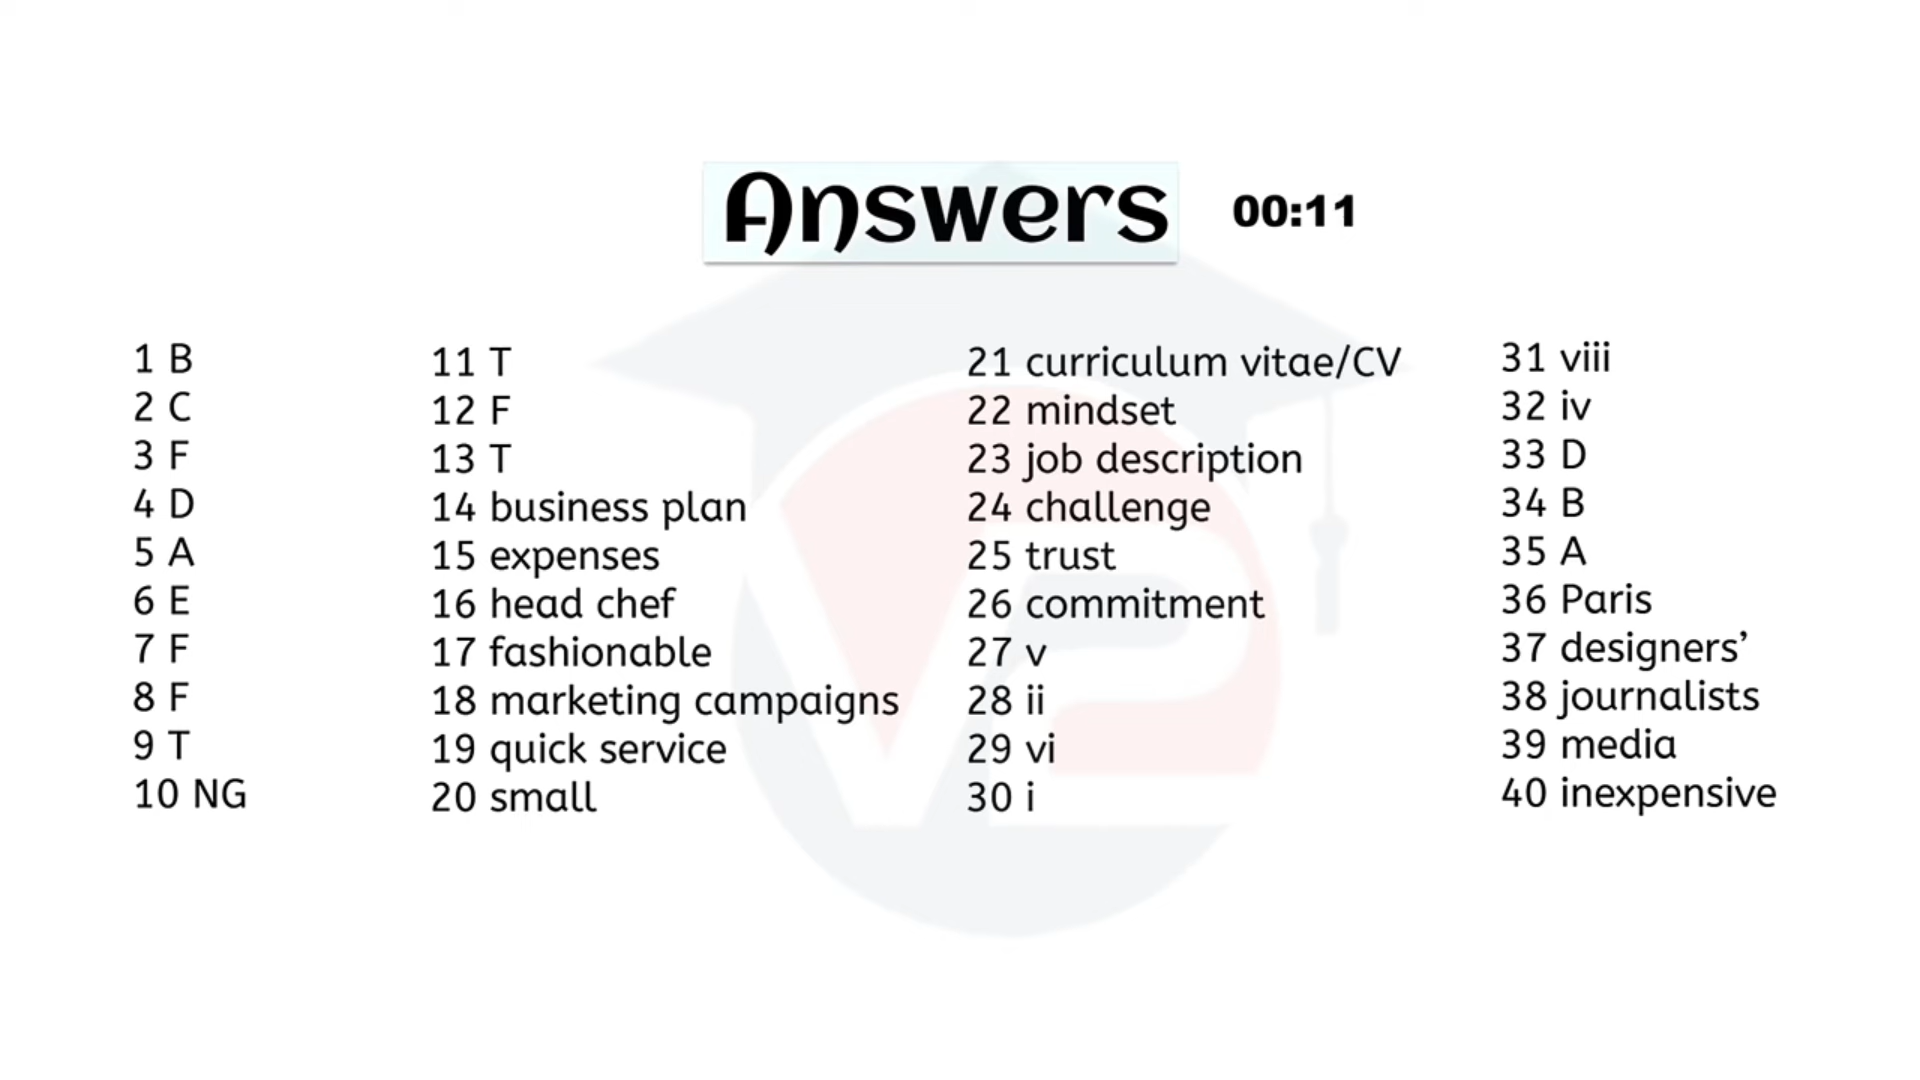 Answers
00:11
1 B
2 C
3 F
4 D
5 A
6 E
7 F
8 F
9 T
10 NG
11 T
12 F
13 T
14 business plan
15 expenses
16 head chef
17 fashionable
18 marketing campaigns
19 quick service
20 small
21 curriculum vitae/CV
22 mindset
23 job description
24 challenge
25 trust
26 commitment
27 v
28 ii
29 vi
30 i
31 viii
32 iv
33 D
34 B
35 A
36 Paris
37 designers’
38 journalists
39 media
40 inexpensive
V2